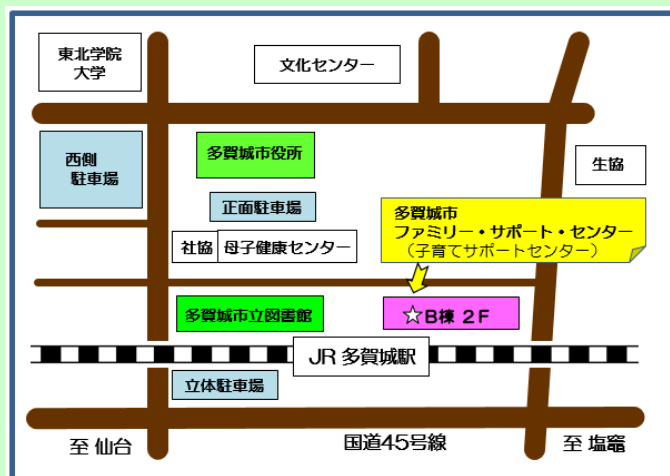 東北学院
大学
文化センター
西側
駐車場
多賀城市役所
生協
正面駐車場
多賀城市
ファミリー・サポート・センター
（子育てサポートセンター）
社協
母子健康センター
多賀城市立図書館
☆B棟 2F
JR 多賀城駅
立体駐車場
至 仙台
国道45号線
至 塩竈